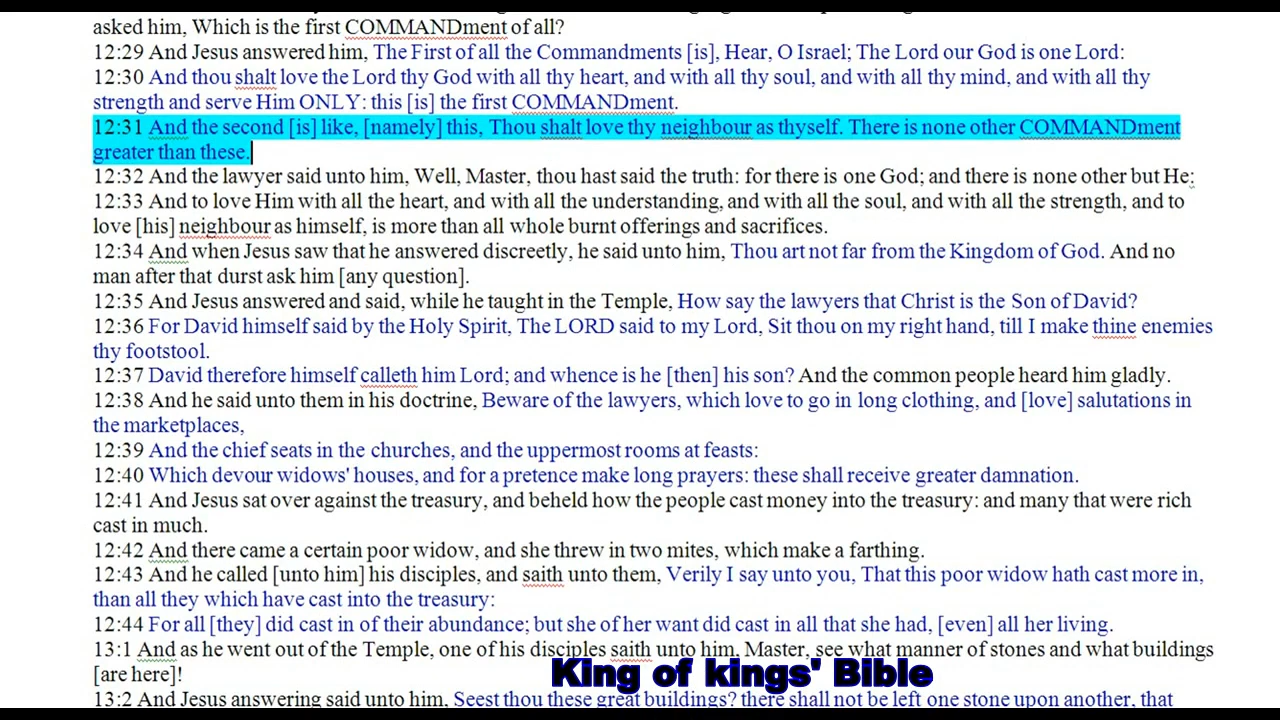 asked him, Which is the first COMMANDment of all?
12:29 And Jesus answered him, The First of all the Commandments [is], Hear, O Israel; The Lord our God is one Lord:
12:30 And thou shalt love the Lord thy God with all thy heart, and with all thy soul, and with all thy mind, and with all thy
strength and serve Him ONLY: this [is] the first COMMANDment.
12:31 And the second [is] like, [namely] this, Thou shalt love thy neighbour as thyself. There is none other COMMANDment
greater than these.
12:32 And the lawyer said unto him, Well, Master, thou hast said the truth: for there is one God; and there is none other but He:
12:33 And to love Him with all the heart, and with all the understanding, and with all the soul, and with all the strength, and to
love [his] neighbour as himself, is more than all whole burnt offerings and sacrifices.
12:34 And when Jesus saw that he answered discreetly, he said unto him, Thou art not far from the Kingdom of God. And no
man after that durst ask him [any question].
12:35 And Jesus answered and said, while he taught in the Temple, How say the lawyers that Christ is the Son of David?
12:36 For David himself said by the Holy Spirit, The LORD said to my Lord, Sit thou on my right hand, till I make thine enemies
thy footstool.
12:37 David therefore himself calleth him Lord; and whence is he [then] his son? And the common people heard him gladly.
12:38 And he said unto them in his doctrine, Beware of the lawyers, which love to go in long clothing, and [love] salutations in
the marketplaces,
12:39 And the chief seats in the churches, and the uppermost rooms at feasts:
12:40 Which devour widows' houses, and for a pretence make long prayers: these shall receive greater damnation.
12:41 And Jesus sat over against the treasury, and beheld how the people cast money into the treasury: and many that were rich
cast in much.
12:42 And there came a certain poor widow, and she threw in two mites, which make a farthing.
12:43 And he called [unto him] his disciples, and saith unto them, Verily I say unto you, That this poor widow hath cast more in,
than all they which have cast into the treasury:
12:44 For all [they] did cast in of their abundance; but she of her want did cast in all that she had, [even] all her living.
13:1 And as he went out of the Temple, one of his disciples saith unto him, Master, see what manner of stones and what buildings
[are here]!
King of kings' Bible
13:2 And Jesus answering said unto him, Seest thou these great buildings? there shall not be left one stone upon another, that